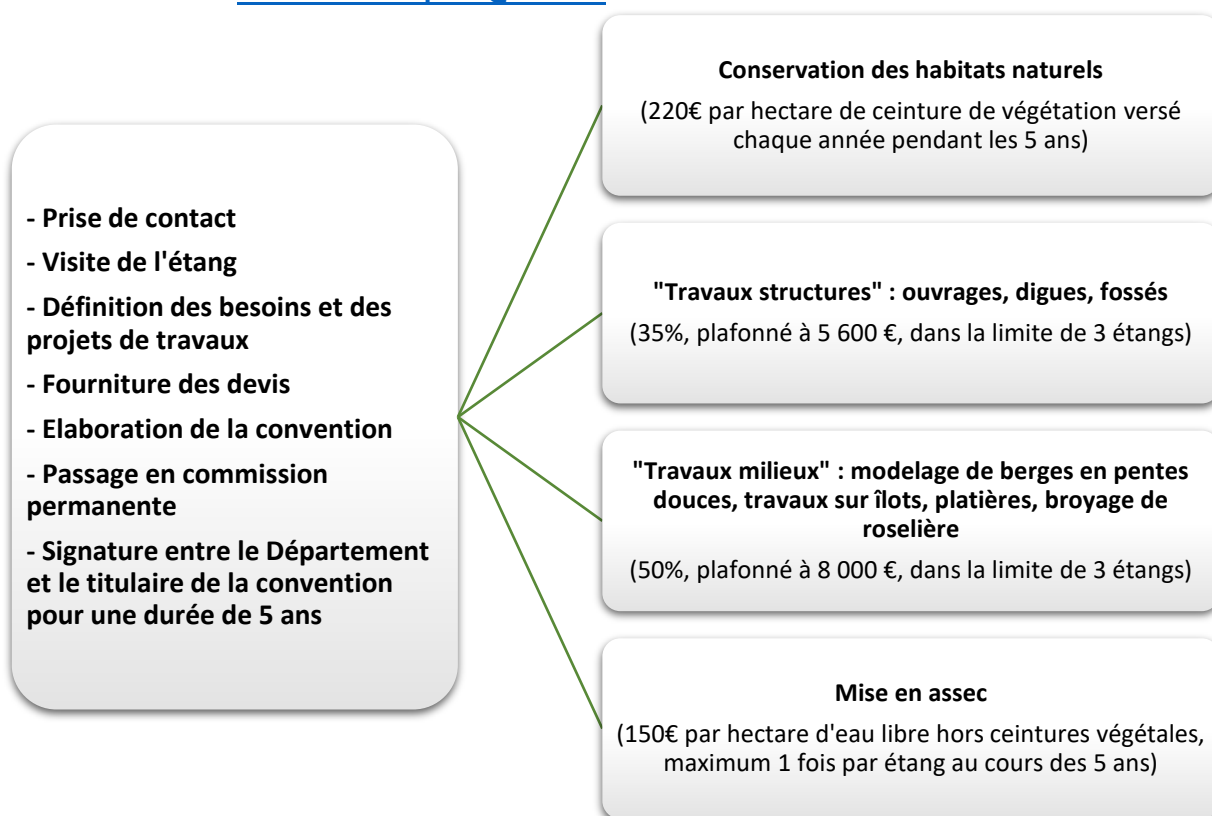 - Prise de contact
- Visite de l'étang
- Définition des besoins et des
projets de travaux
- Fourniture des devis
- Elaboration de la convention
- Passage en commission
permanente
- Signature entre le Département
et le titulaire de la convention
pour une durée de 5 ans
Conservation des habitats naturels
(220€ par hectare de ceinture de végétation versé
chaque année pendant les 5 ans)
"Travaux structures" : ouvrages, digues, fossés
(35%, plafonné à 5 600 €, dans la limite de 3 étangs)
"Travaux milieux" : modelage de berges en pentes
douces, travaux sur îlots, platières, broyage de
roselière
(50%, plafonné à 8 000 €, dans la limite de 3 étangs)
Mise en assec
(150€ par hectare d'eau libre hors ceintures végétales,
maximum 1 fois par étang au cours des 5 ans)